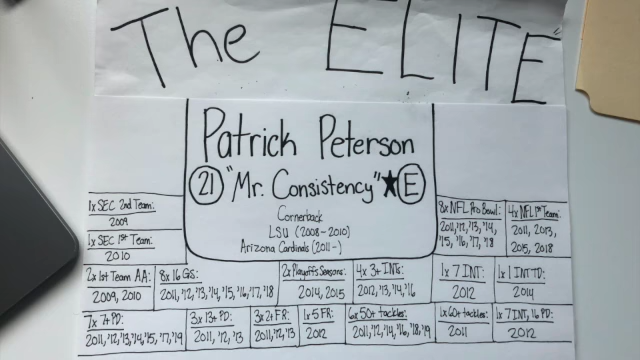 The ELITE
Patrick Peterson
21 "Mr. Consistency" ★ E
Cornerback
LSU (2008-2010)
Arizona Cardinals (2011-)
1x SEC 2nd Team:
2009
1x SEC 1st Team:
2010
8x NFL Pro Bowl:
2011, '12, '13, '14,
'15, '16, '17, '18
4x NFL 1st Team:
2011, 2013,
2015, 2018
2x 1st Team AA:
2009, 2010
8x 16 GS:
2011, '12, '13, '14, '15, '16, '17, '18
2x Playoffs Seasons:
2014, 2015
4x 3+ INTs:
2012, '13, '14, '16
1x 7 INT:
2012
1x 1 INT TD:
2014
7x 7+ PD:
2011, '12, '13, '14, '15, '17, '19
3x 13+ PD:
2011, '12, '13
3x 2+ FR:
2011, '12, '13
1x 5 FR:
2012
6x 50+ tackles:
2011, '12, '14, '16, '18, '19
1x 60+ tackles:
2011
1x 7 INT, 16 PD:
2012